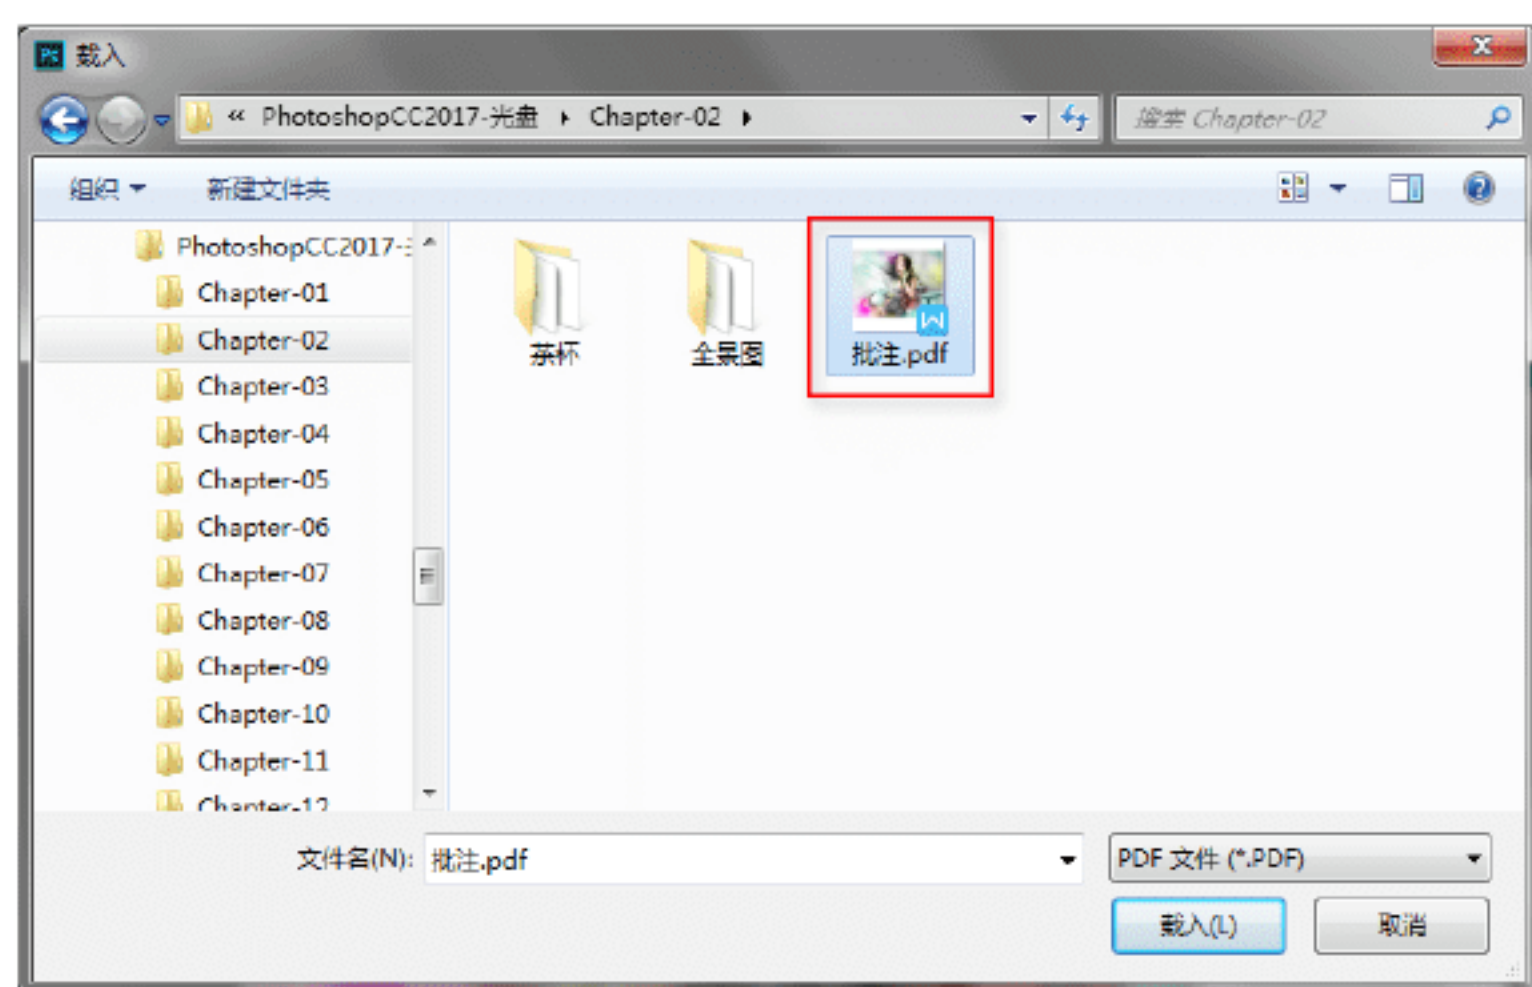 载入
« PhotoshopCC2017-光盘 Chapter-02
搜索 Chapter-02
组织 新建文件夹
PhotoshopCC2017-
Chapter-01
Chapter-02
Chapter-03
Chapter-04
Chapter-05
Chapter-06
Chapter-07
Chapter-08
Chapter-09
Chapter-10
Chapter-11
Chapter-12
茶杯
全景图
批注.pdf
文件名(N): 批注.pdf
PDF 文件 (*.PDF)
载入(L)
取消